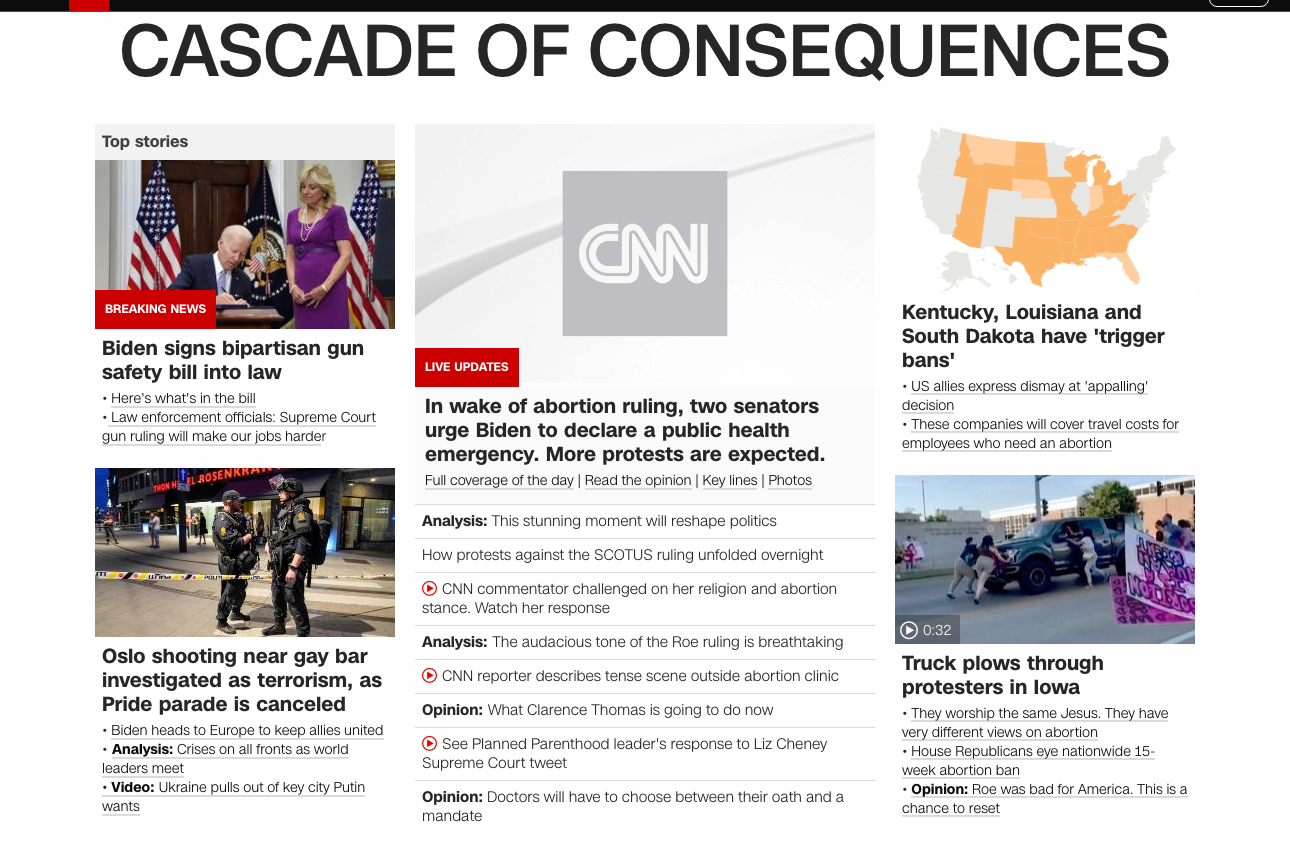 CASCADE OF CONSEQUENCES
Top stories
BREAKING NEWS
Biden signs bipartisan gun
safety bill into law
• Here's what's in the bill
• Law enforcement officials: Supreme Court
gun ruling will make our jobs harder
THON H EL ROSENKRAN
POLITI
Oslo shooting near gay bar
investigated as terrorism, as
Pride parade is canceled
• Biden heads to Europe to keep allies united
• Analysis: Crises on all fronts as world
leaders meet
• Video: Ukraine pulls out of key city Putin
wants
CNN
LIVE UPDATES
In wake of abortion ruling, two senators
urge Biden to declare a public health
emergency. More protests are expected.
Full coverage of the day | Read the opinion | Key lines | Photos
Analysis: This stunning moment will reshape politics
How protests against the SCOTUS ruling unfolded overnight
CNN commentator challenged on her religion and abortion
stance. Watch her response
Analysis: The audacious tone of the Roe ruling is breathtaking
CNN reporter describes tense scene outside abortion clinic
Opinion: What Clarence Thomas is going to do now
See Planned Parenthood leader's response to Liz Cheney
Supreme Court tweet
Opinion: Doctors will have to choose between their oath and a
mandate
Kentucky, Louisiana and
South Dakota have 'trigger
bans'
• US allies express dismay at 'appalling'
decision
• These companies will cover travel costs for
employees who need an abortion
0:32
Truck plows through
protesters in Iowa
• They worship the same Jesus. They have
very different views on abortion
• House Republicans eye nationwide 15-
week abortion ban
• Opinion: Roe was bad for America. This is a
chance to reset